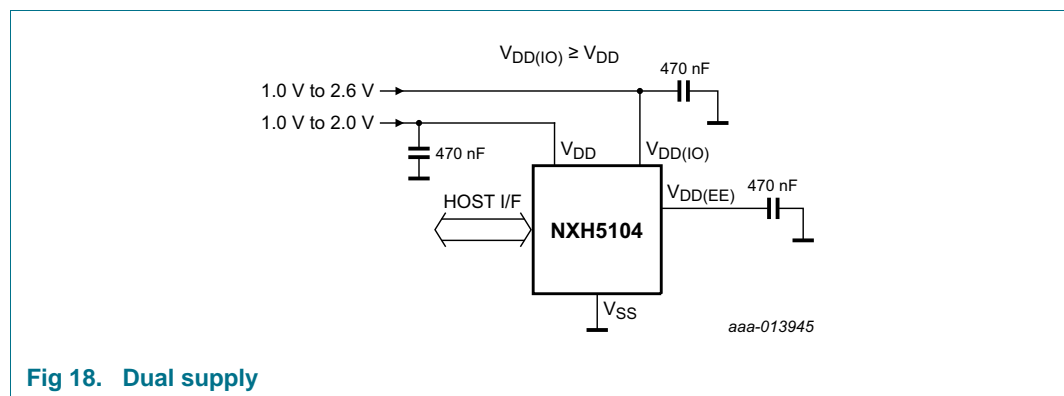 VDD(IO) ≥ VDD
470 nF
1.0 V to 2.6 V
1.0 V to 2.0 V
470 nF
VDD
VDD(IO)
VDD(EE)
470 nF
HOST I/F
NXH5104
VSS
aaa-013945
Fig 18. Dual supply